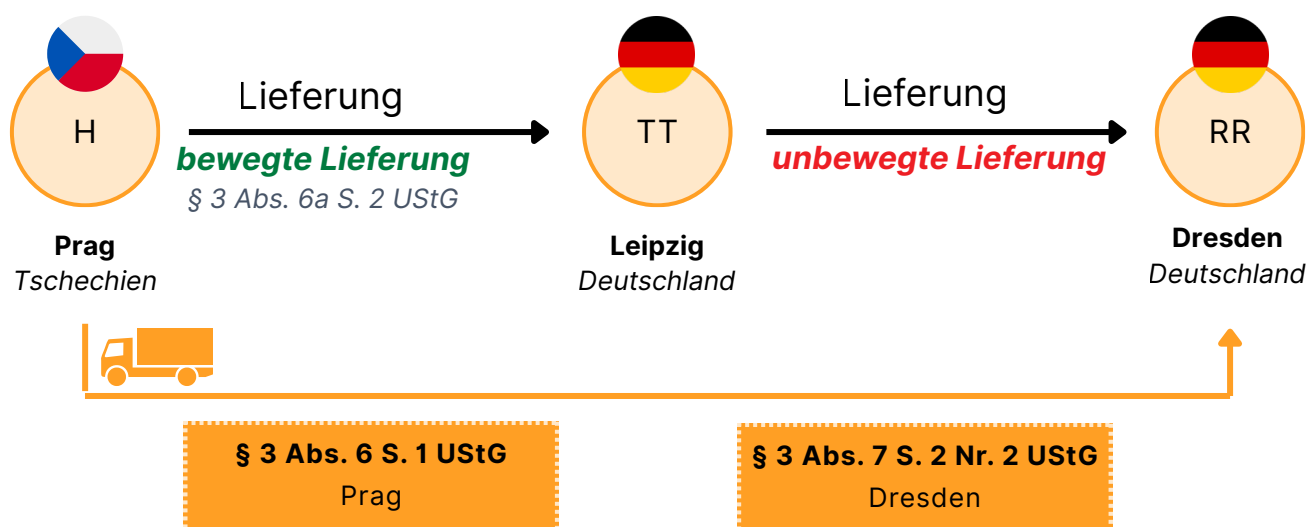 Lieferung
Lieferung
H
TT
RR
bewegte Lieferung
unbewegte Lieferung
§ 3 Abs. 6a S. 2 UStG
Prag
Leipzig
Dresden
Tschechien
Deutschland
Deutschland
§ 3 Abs. 6 S. 1 UStG
§ 3 Abs. 7 S. 2 Nr. 2 UStG
Prag
Dresden